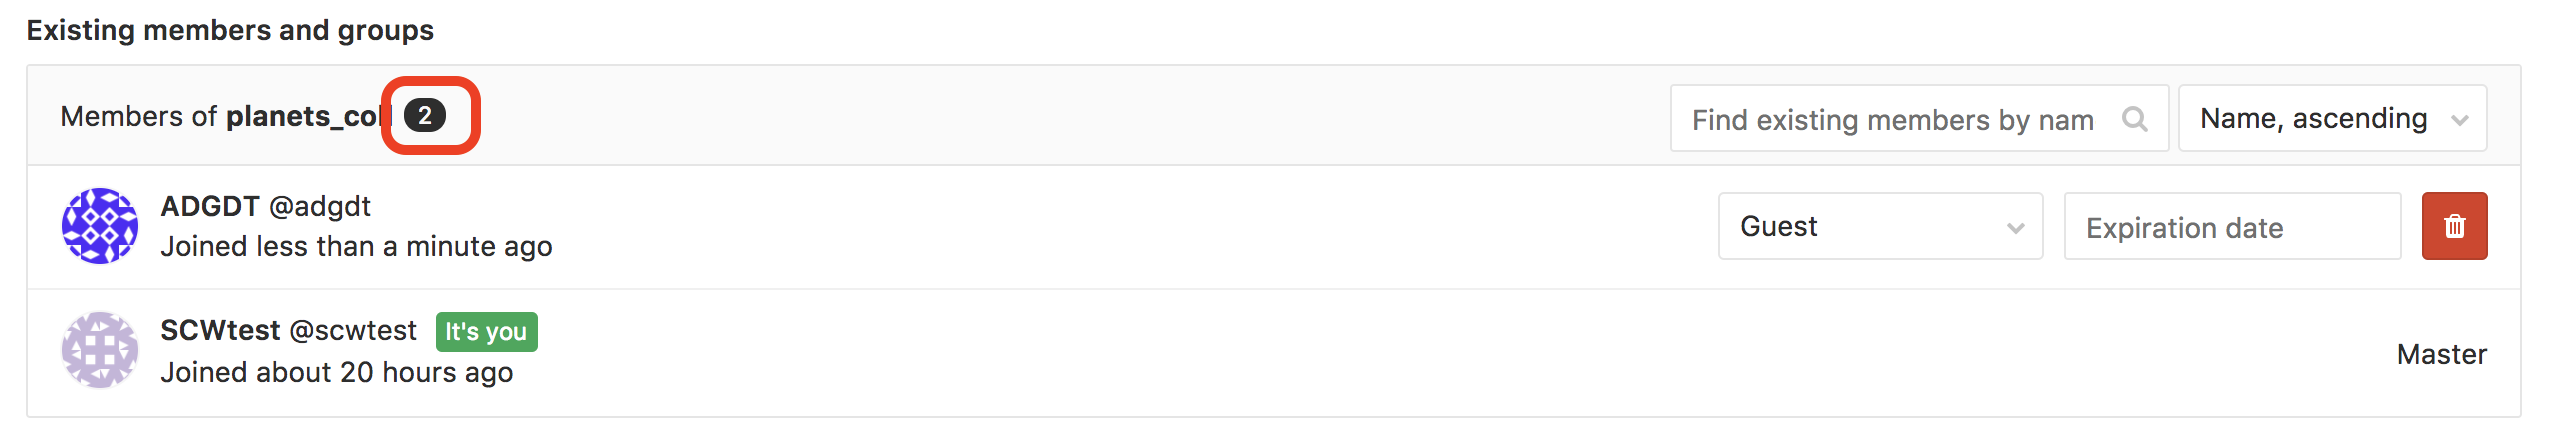 Existing members and groups
Members of planets_coll 2
Find existing members by nam
Name, ascending
ADGDT @adgdt
Joined less than a minute ago
Guest
Expiration date
SCWtest @scwtest It's you
Joined about 20 hours ago
Master